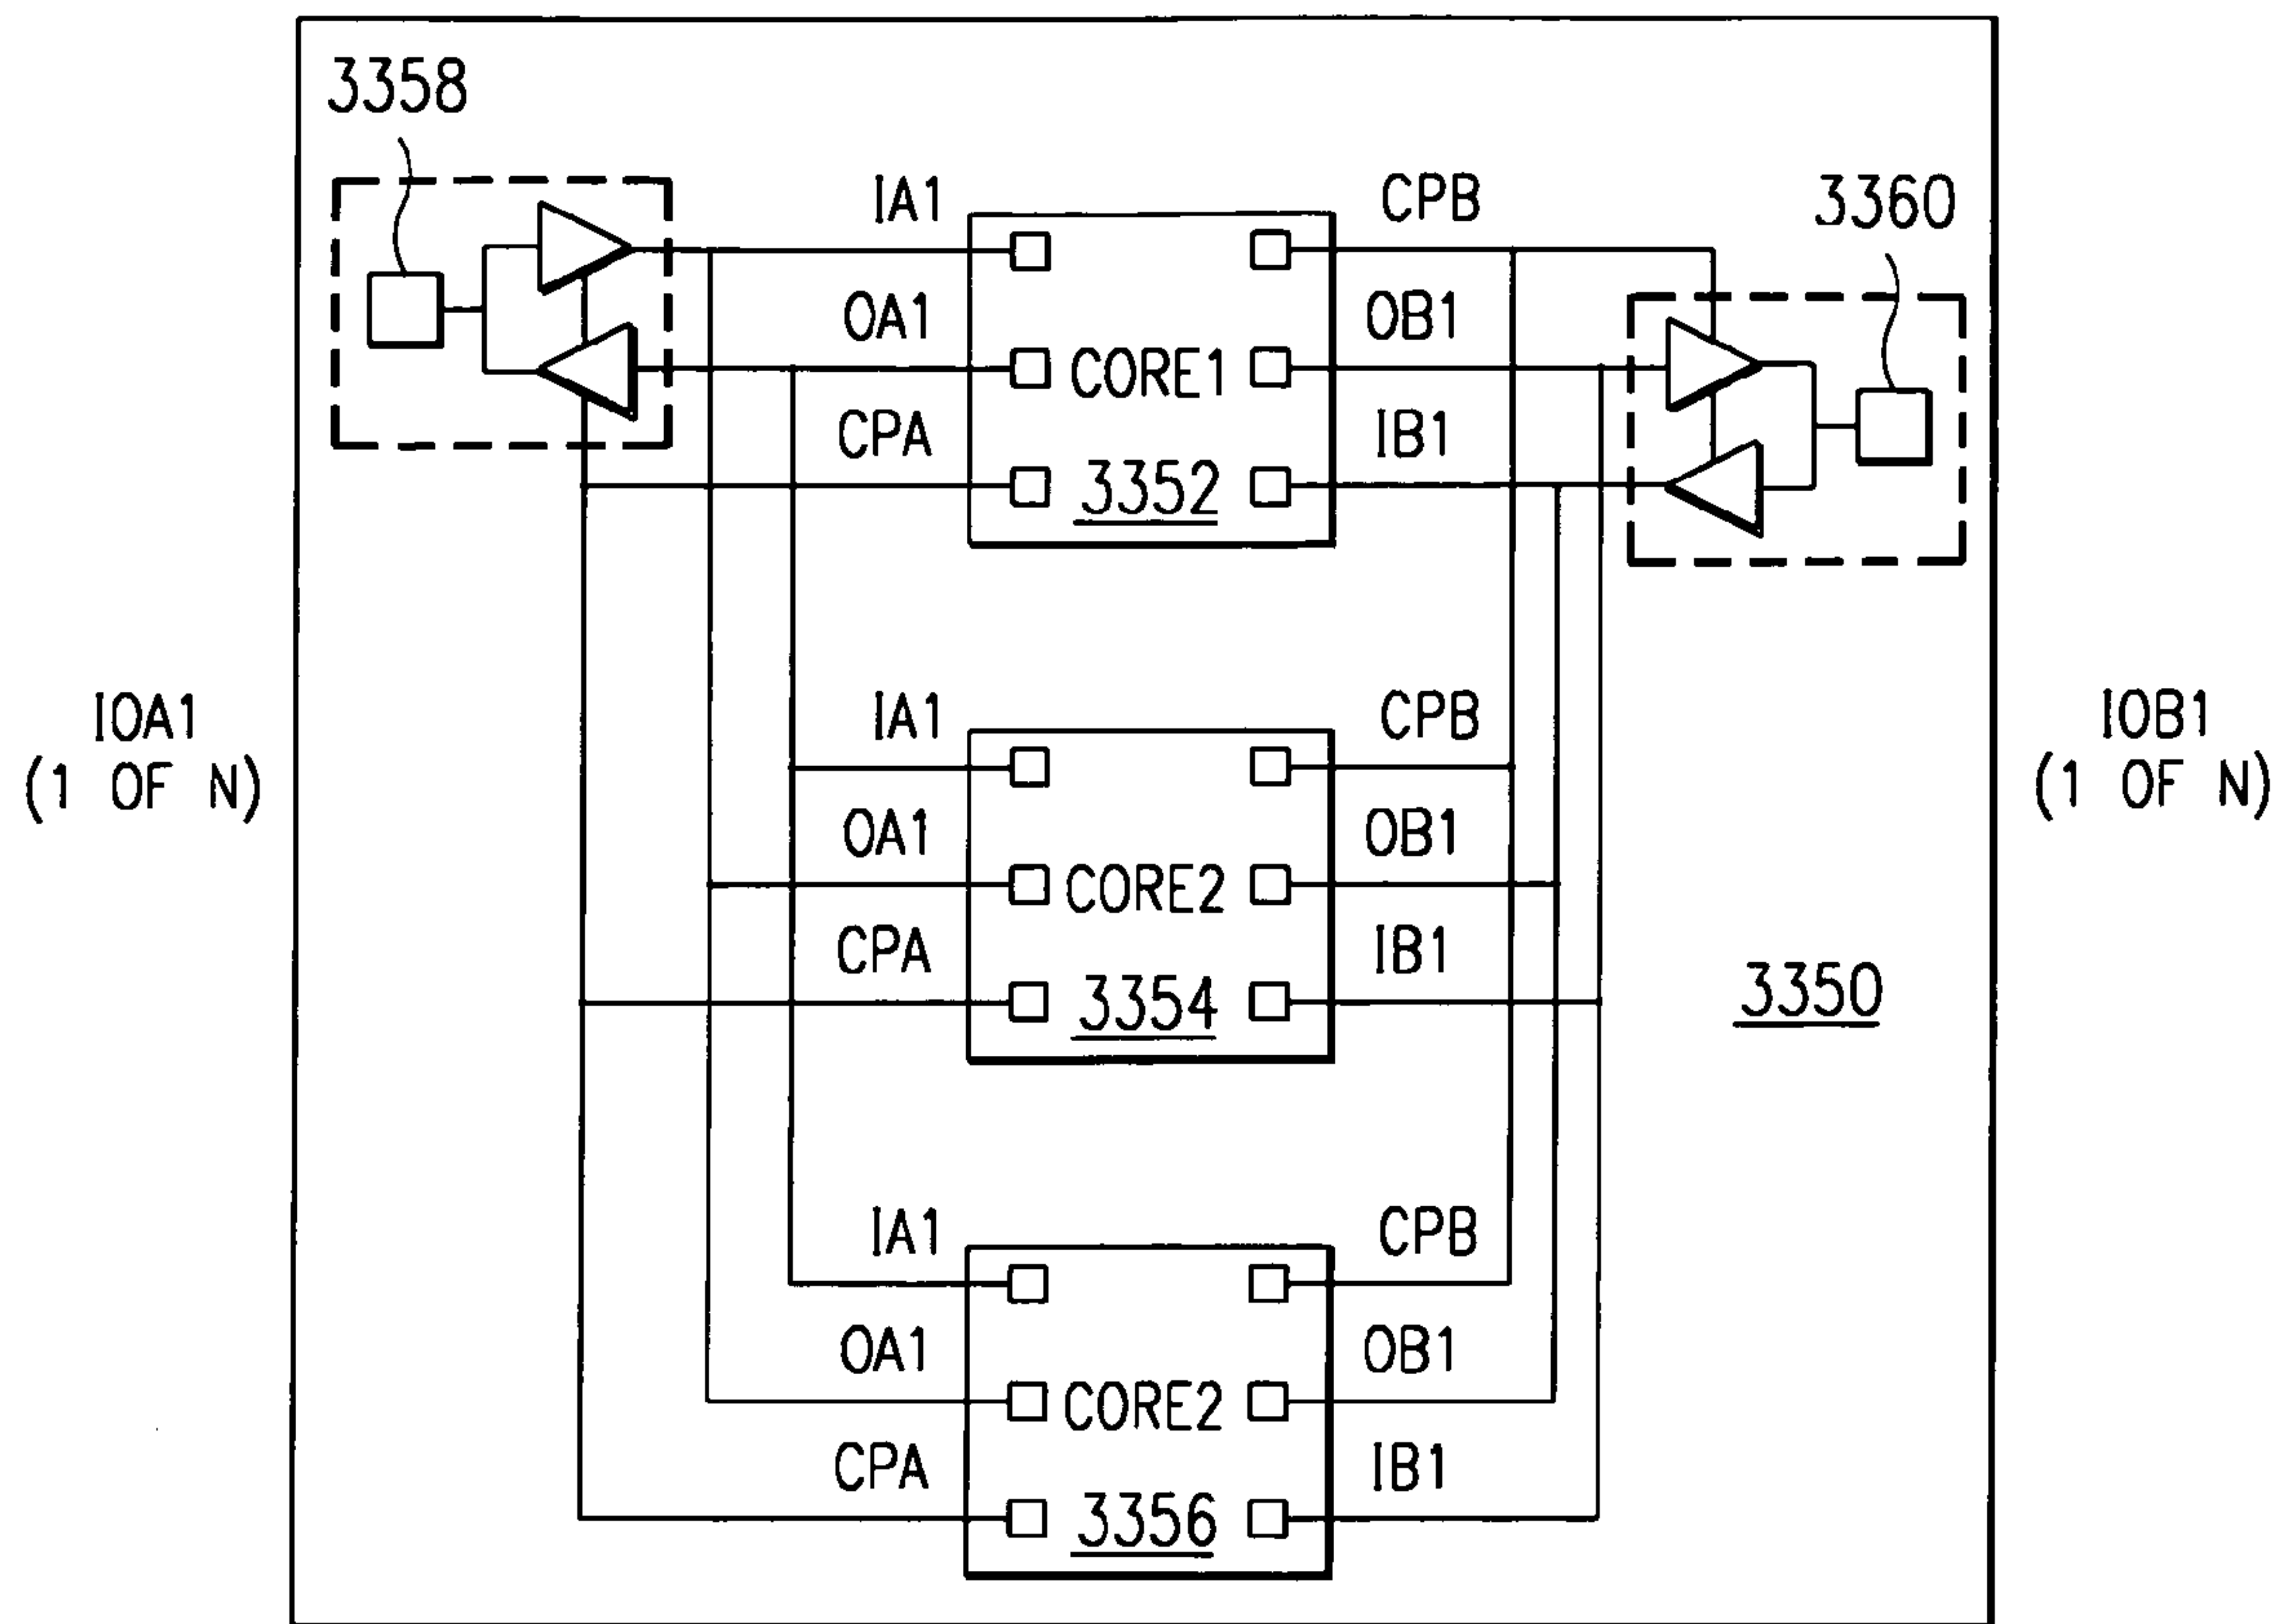 3358
IA1
CPB
3360
OA1
CORE1
OB1
CPA
3352
IB1
IOA1
(1 OF N)
IA1
CPB
IOB1
(1 OF N)
OA1
CORE2
OB1
CPA
3354
IB1
3350
IA1
CPB
OA1
CORE2
OB1
CPA
3356
IB1